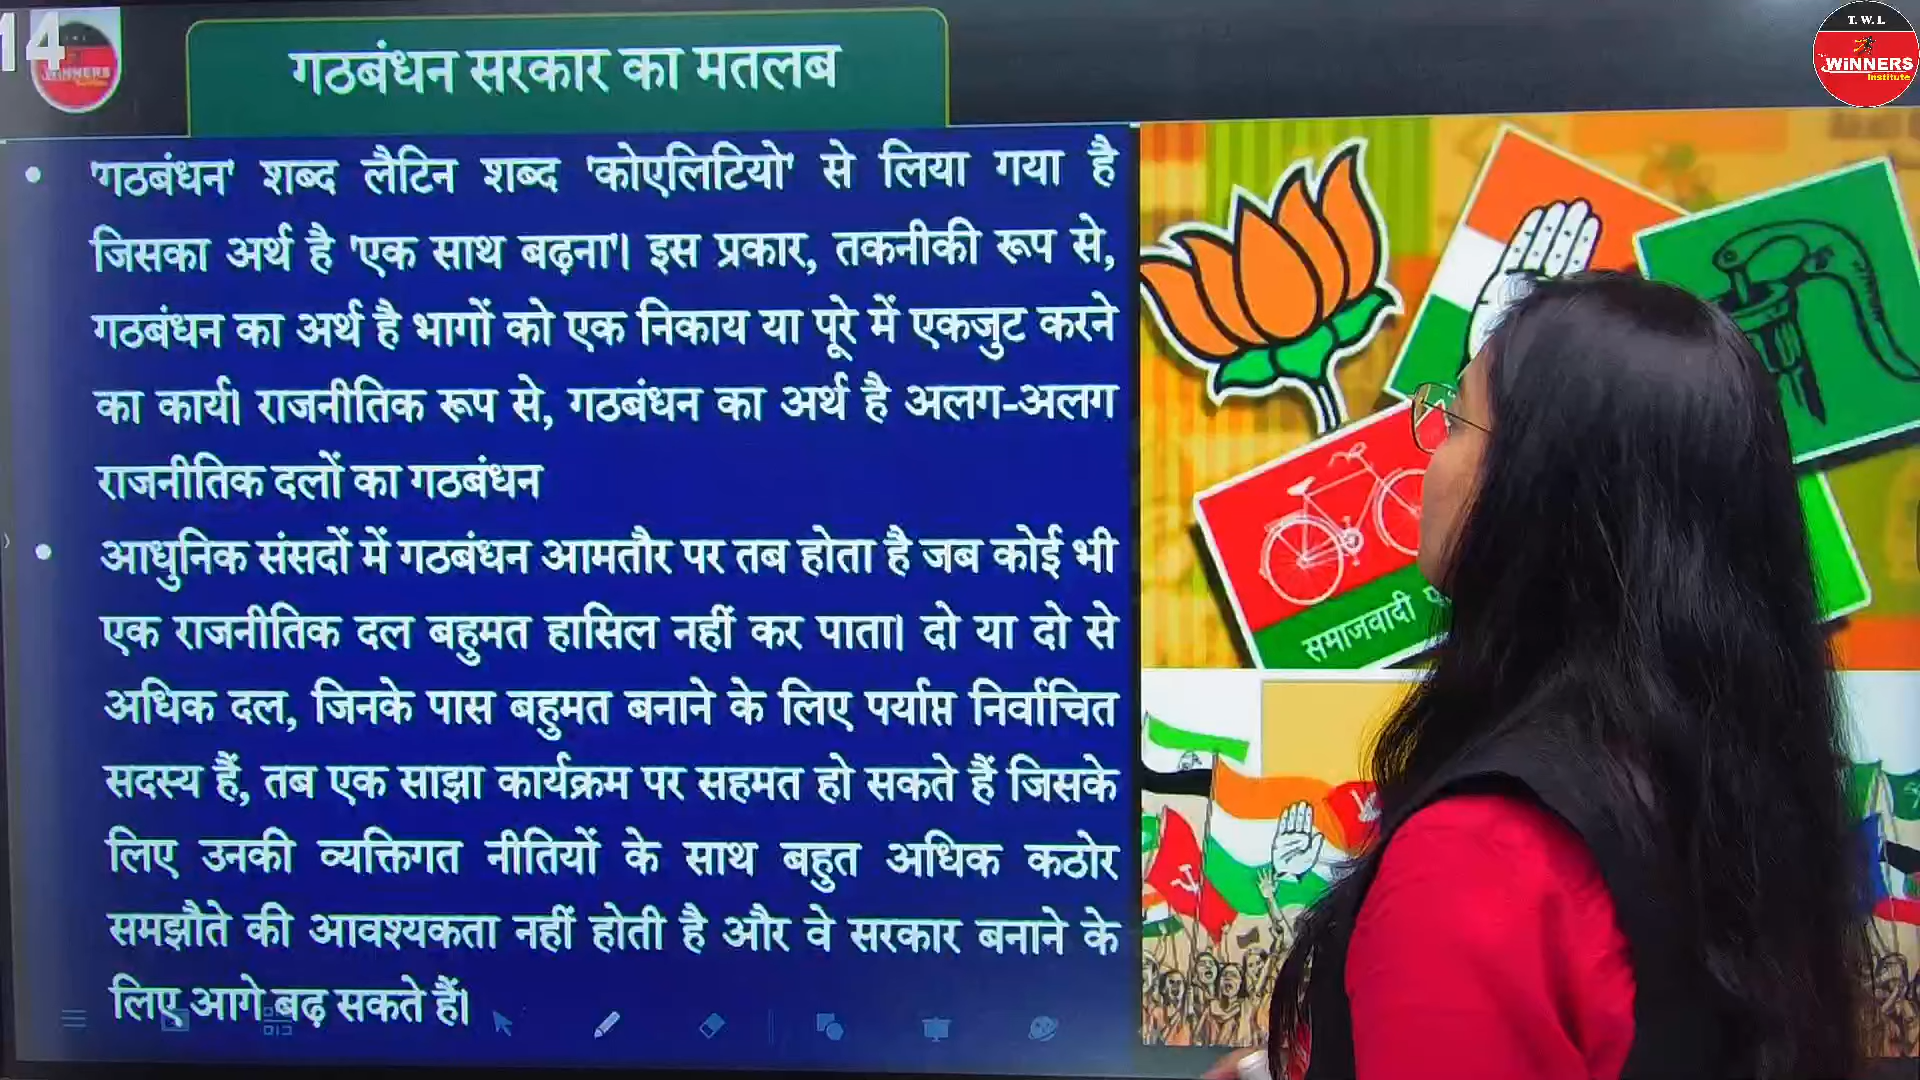 14
WINNERS
T. W. I.
WiNNERS
Institute
गठबंधन सरकार का मतलब
'गठबंधन' शब्द लैटिन शब्द 'कोएलिटियो' से लिया गया है
जिसका अर्थ है 'एक साथ बढ़ना'। इस प्रकार, तकनीकी रूप से,
गठबंधन का अर्थ है भागों को एक निकाय या पूरे में एकजुट करने
का कार्य। राजनीतिक रूप से, गठबंधन का अर्थ है अलग-अलग
राजनीतिक दलों का गठबंधन
आधुनिक संसदों में गठबंधन आमतौर पर तब होता है जब कोई भी
एक राजनीतिक दल बहुमत हासिल नहीं कर पाता। दो या दो से
अधिक दल, जिनके पास बहुमत बनाने के लिए पर्याप्त निर्वाचित
सदस्य हैं, तब एक साझा कार्यक्रम पर सहमत हो सकते हैं जिसके
लिए उनकी व्यक्तिगत नीतियों के साथ बहुत अधिक कठोर
समझौते की आवश्यकता नहीं होती है और वे सरकार बनाने के
लिए आगे बढ़ सकते हैं।
समाजवादी